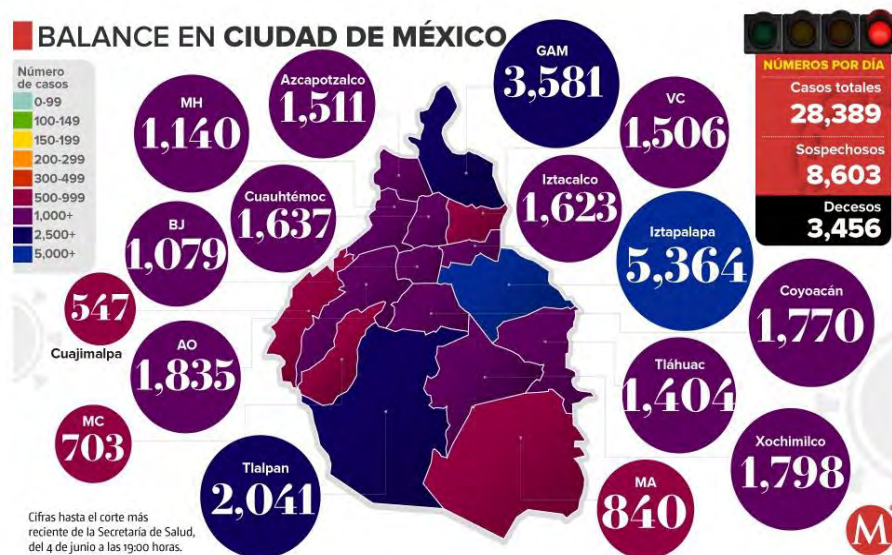 BALANCE EN CIUDAD DE MÉXICO
Número
de casos
0-99
100-149
150-199
200-299
300-499
500-999
1,000+
2,500+
5,000+
MH
1,140
Azcapotzalco
1,511
GAM
3,581
VC
1,506
BJ
1,079
Cuauhtémoc
1,637
Iztacalco
1,623
Iztapalapa
5,364
547
Cuajimalpa
AO
1,835
Coyoacán
1,770
Tláhuac
1,404
MC
703
Tlalpan
2,041
MA
840
Xochimilco
1,798
NÚMEROS POR DÍA
Casos totales
28,389
Sospechosos
8,603
Decesos
3,456
Cifras hasta el corte más
reciente de la Secretaría de Salud,
del 4 de junio a las 19:00 horas.
M